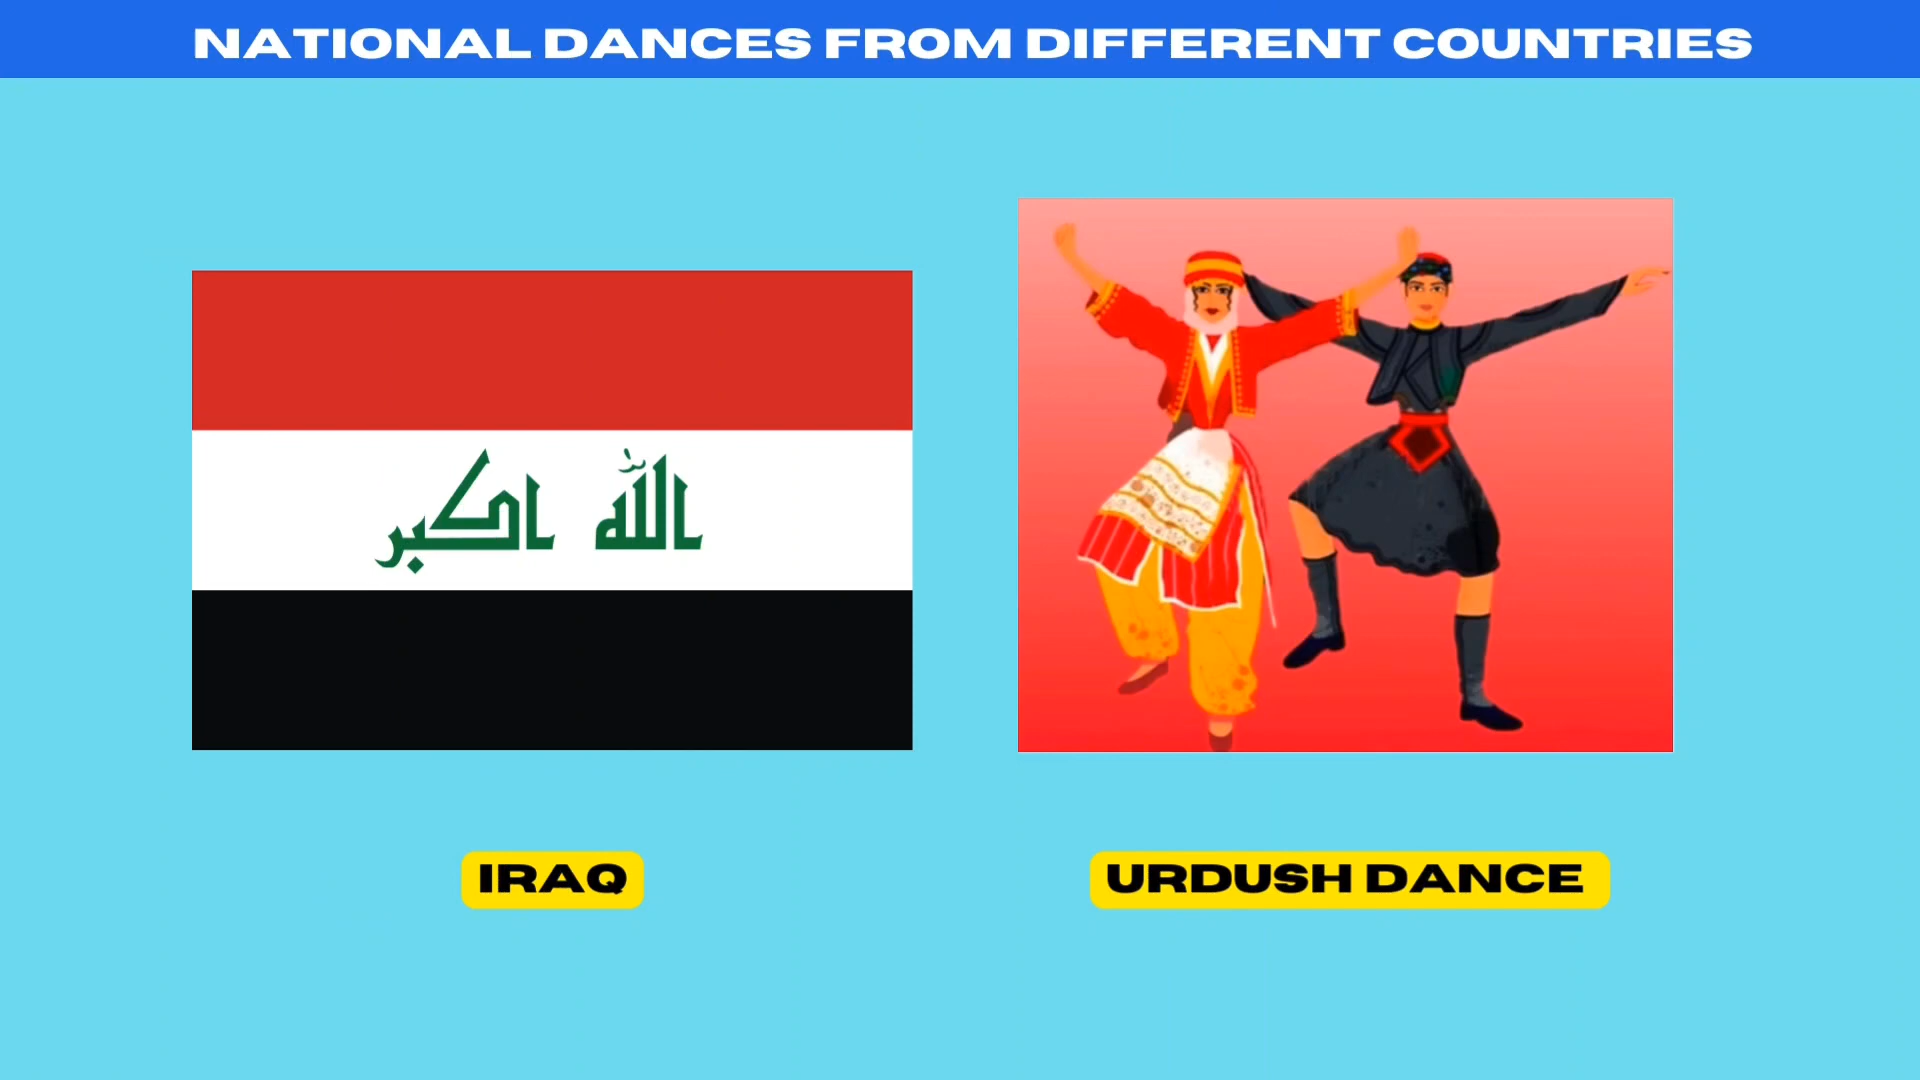 NATIONAL DANCES FROM DIFFERENT COUNTRIES
الله اكبر
IRAQ
URDUSH DANCE